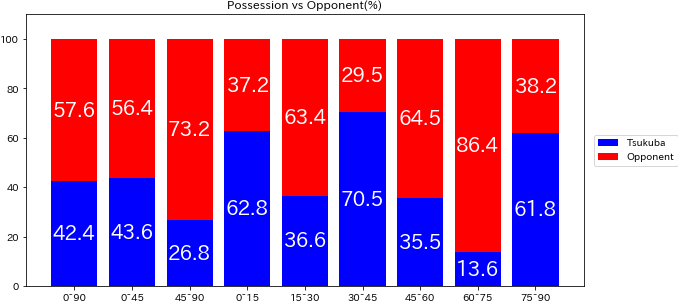 Possession vs Opponent(%)
100
80
60
40
20
0
57.6 56.4 73.2 37.2 63.4 29.5 64.5 86.4 38.2
42.4 43.6 26.8 62.8 36.6 70.5 35.5 13.6 61.8
0~90 0~45 45~90 0~15 15~30 30~45 45~60 60~75 75~90
Tsukuba
Opponent